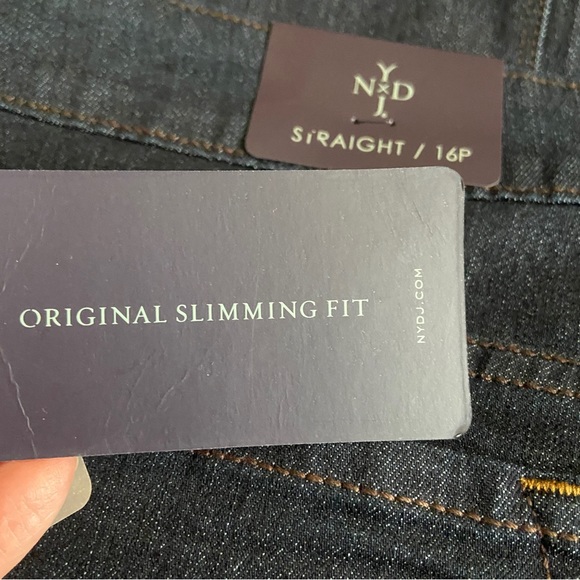 NYDJ.
STRAIGHT / 16P
ORIGINAL SLIMMING FIT
NYDJ.COM